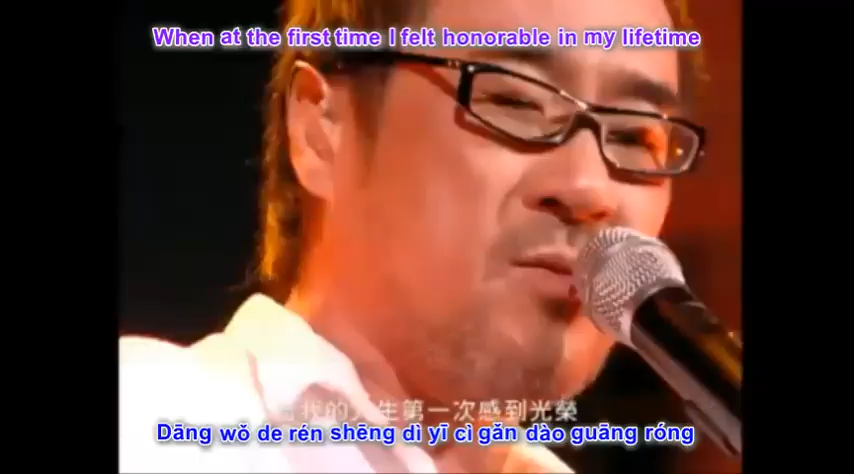 When at the first time I felt honorable in my lifetime
我的人生第一次感到光榮
Dāng wǒ de rén shēng dì yī cì gǎn dào guāng róng